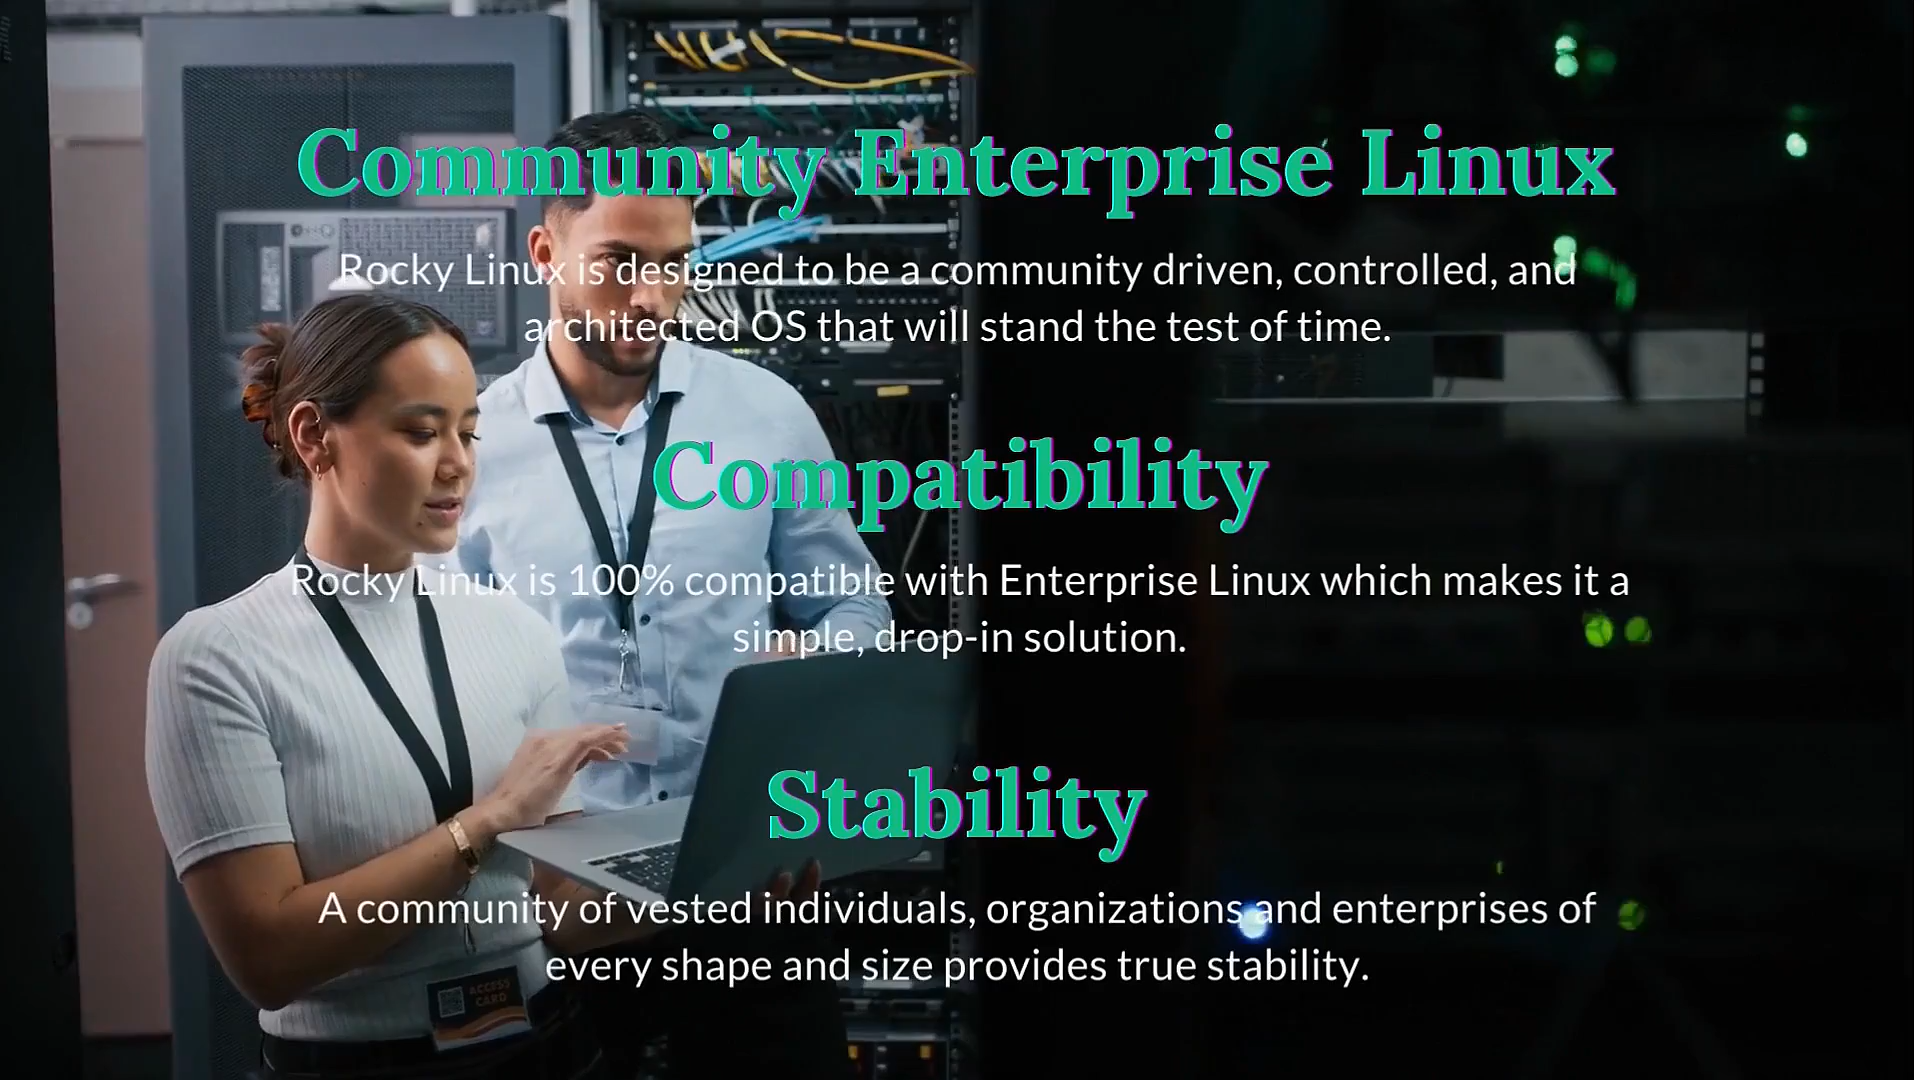 Community Enterprise Linux
Rocky Linux is designed to be a community driven, controlled, and
architected OS that will stand the test of time.
Compatibility
Rocky Linux is 100% compatible with Enterprise Linux which makes it a
simple, drop-in solution.
Stability
A community of vested individuals, organizations and enterprises of
every shape and size provides true stability.
ACCESS
CARD